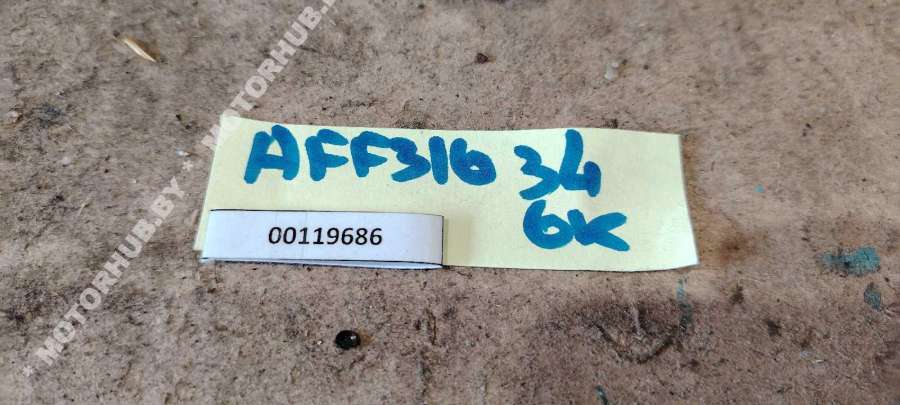 AFF316 34
6K
00119686
* MOTORHUB.BY * MOTORHUB.BY